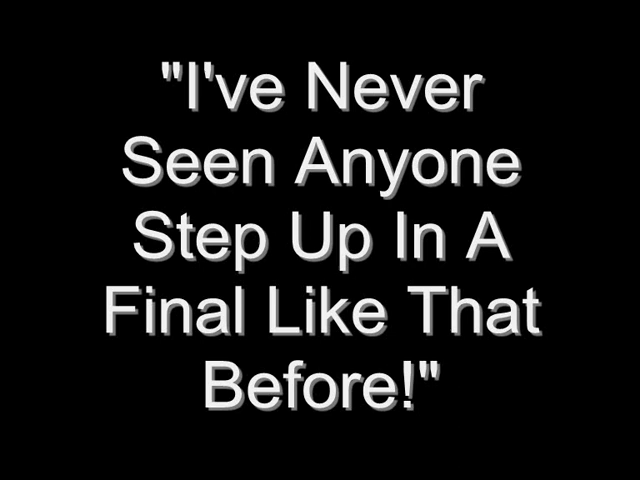 "I've Never
Seen Anyone
Step Up In A
Final Like That
Before!"